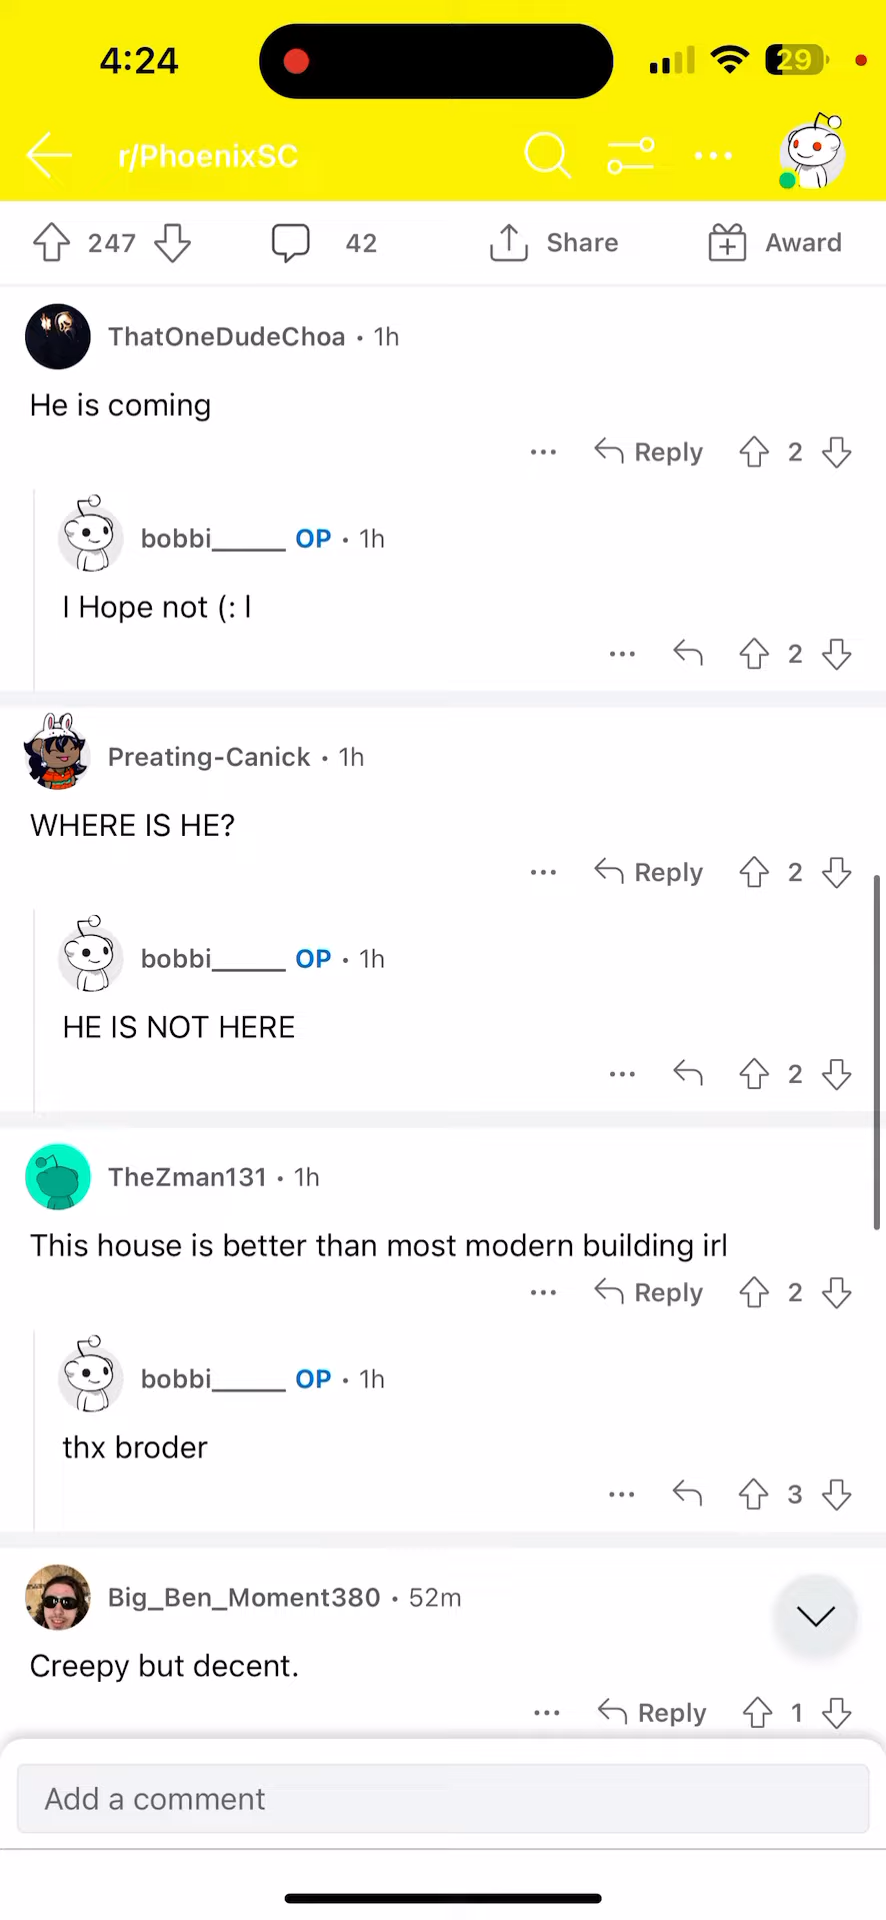 4:24
29
r/PhoenixSC
247
42
Share
Award
ThatOneDudeChoa • 1h
He is coming
Reply
2
bobbi_____ OP • 1h
I Hope not (: I
2
Preating-Canick • 1h
WHERE IS HE?
Reply
2
bobbi_____ OP • 1h
HE IS NOT HERE
2
TheZman131 • 1h
This house is better than most modern building irl
Reply
2
bobbi_____ OP • 1h
thx broder
3
Big_Ben_Moment380 • 52m
Creepy but decent.
Reply
1
Add a comment